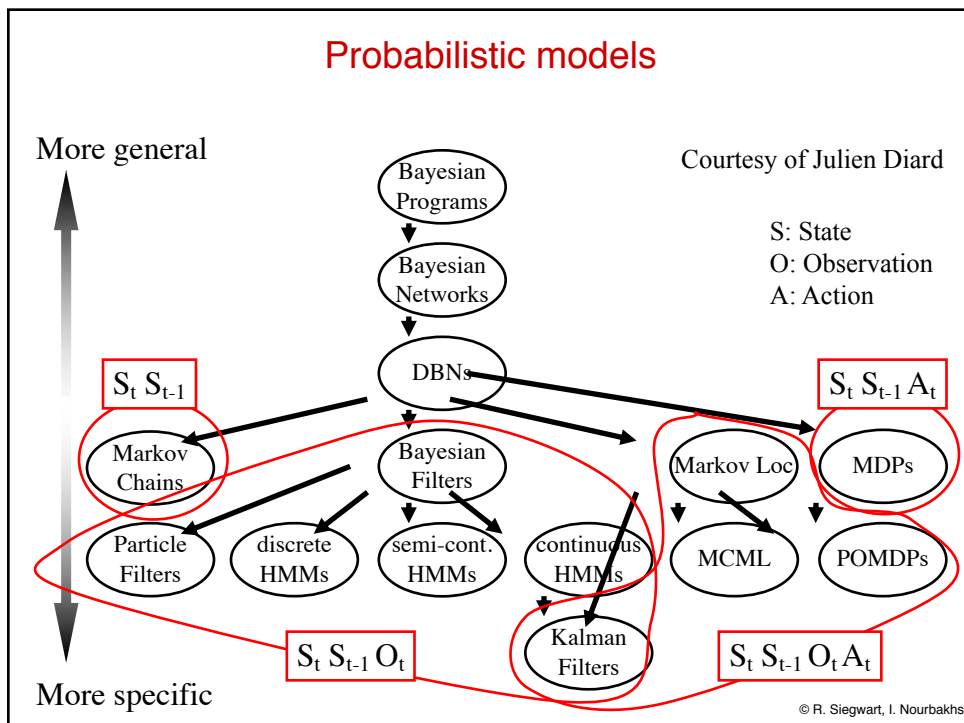 Probabilistic models
More general
Courtesy of Julien Diard
Bayesian
Programs
S: State
O: Observation
A: Action
Bayesian
Networks
DBNs
St St-1
St St-1 At
Markov
Chains
Bayesian
Filters
Markov Loc
MDPs
Particle
Filters
discrete
HMMs
semi-cont.
HMMs
continuous
HMMs
MCML
POMDPs
Kalman
Filters
St St-1 Ot
St St-1 Ot At
More specific
© R. Siegwart, I. Nourbakhs